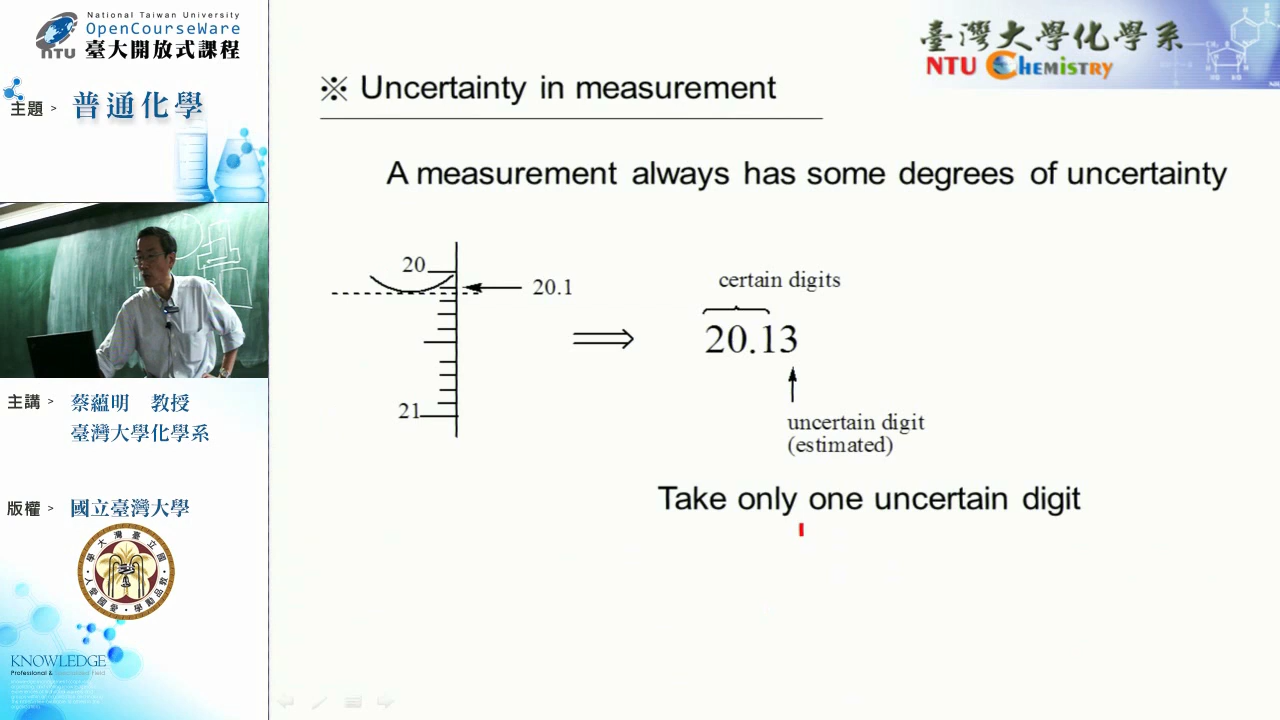 National Taiwan University
OpenCourseWare
NTU 臺大開放式課程
主題 > 普通化學
主講 > 蔡蘊明 教授
臺灣大學化學系
版權 > 國立臺灣大學
KNOWLEDGE
臺灣大學化學系
NTU Chemistry
※ Uncertainty in measurement
A measurement always has some degrees of uncertainty
20
20.1
21
certain digits
20.13
uncertain digit
(estimated)
Take only one uncertain digit